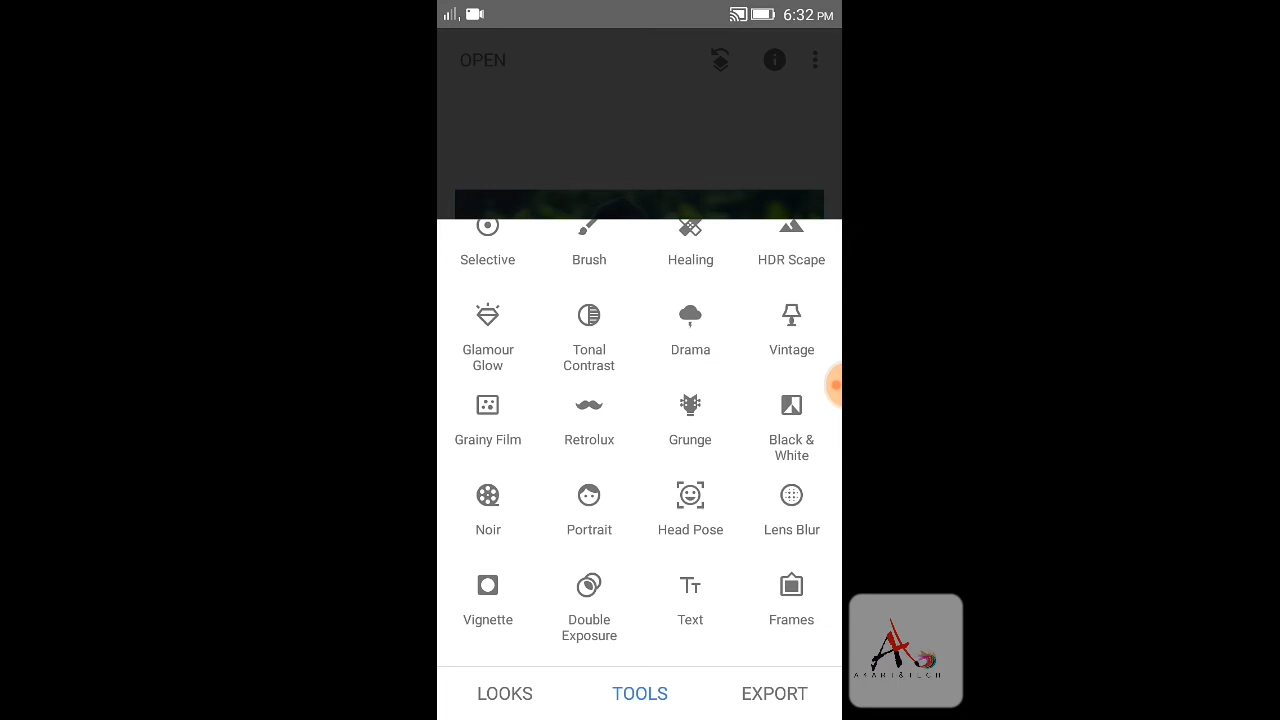 6:32 PM
OPEN
Selective
Brush
Healing
HDR Scape
Glamour
Glow
Tonal
Contrast
Drama
Vintage
Grainy Film
Retrolux
Grunge
Black &
White
Noir
Portrait
Head Pose
Lens Blur
Vignette
Double
Exposure
Text
Frames
LOOKS
TOOLS
EXPORT